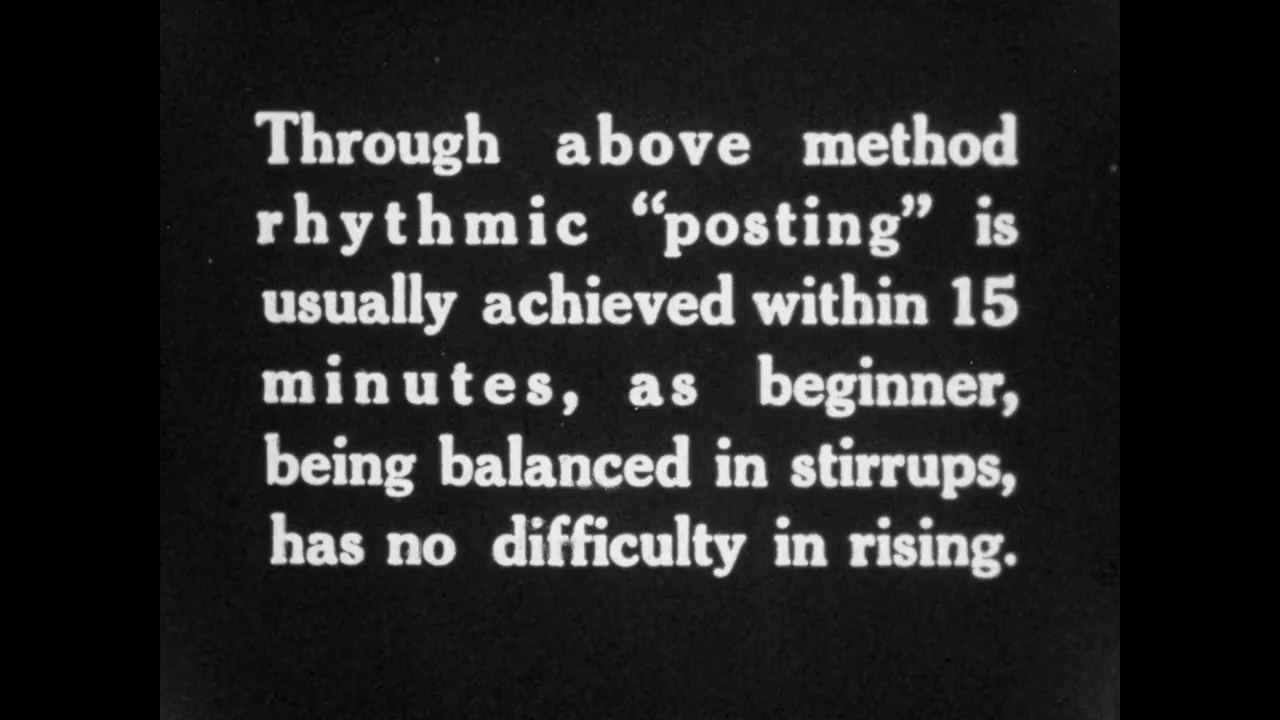 Through above method
rhythmic “posting” is
usually achieved within 15
minutes, as beginner,
being balanced in stirrups,
has no difficulty in rising.